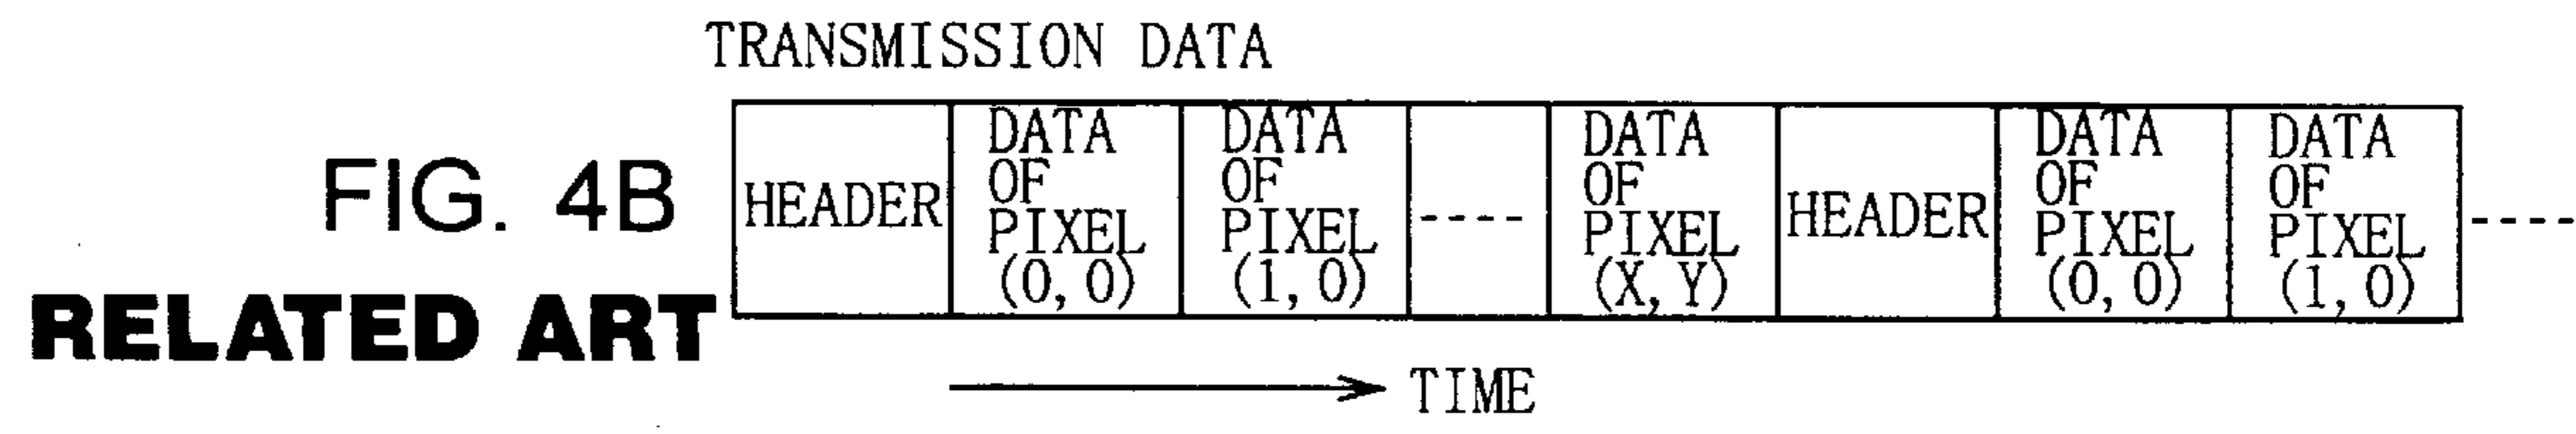 TRANSMISSION DATA
FIG. 4B
RELATED ART
HEADER
DATA
OF
PIXEL
(0, 0)
DATA
OF
PIXEL
(1, 0)
----
DATA
OF
PIXEL
(X, Y)
HEADER
DATA
OF
PIXEL
(0, 0)
DATA
OF
PIXEL
(1, 0)
----
TIME